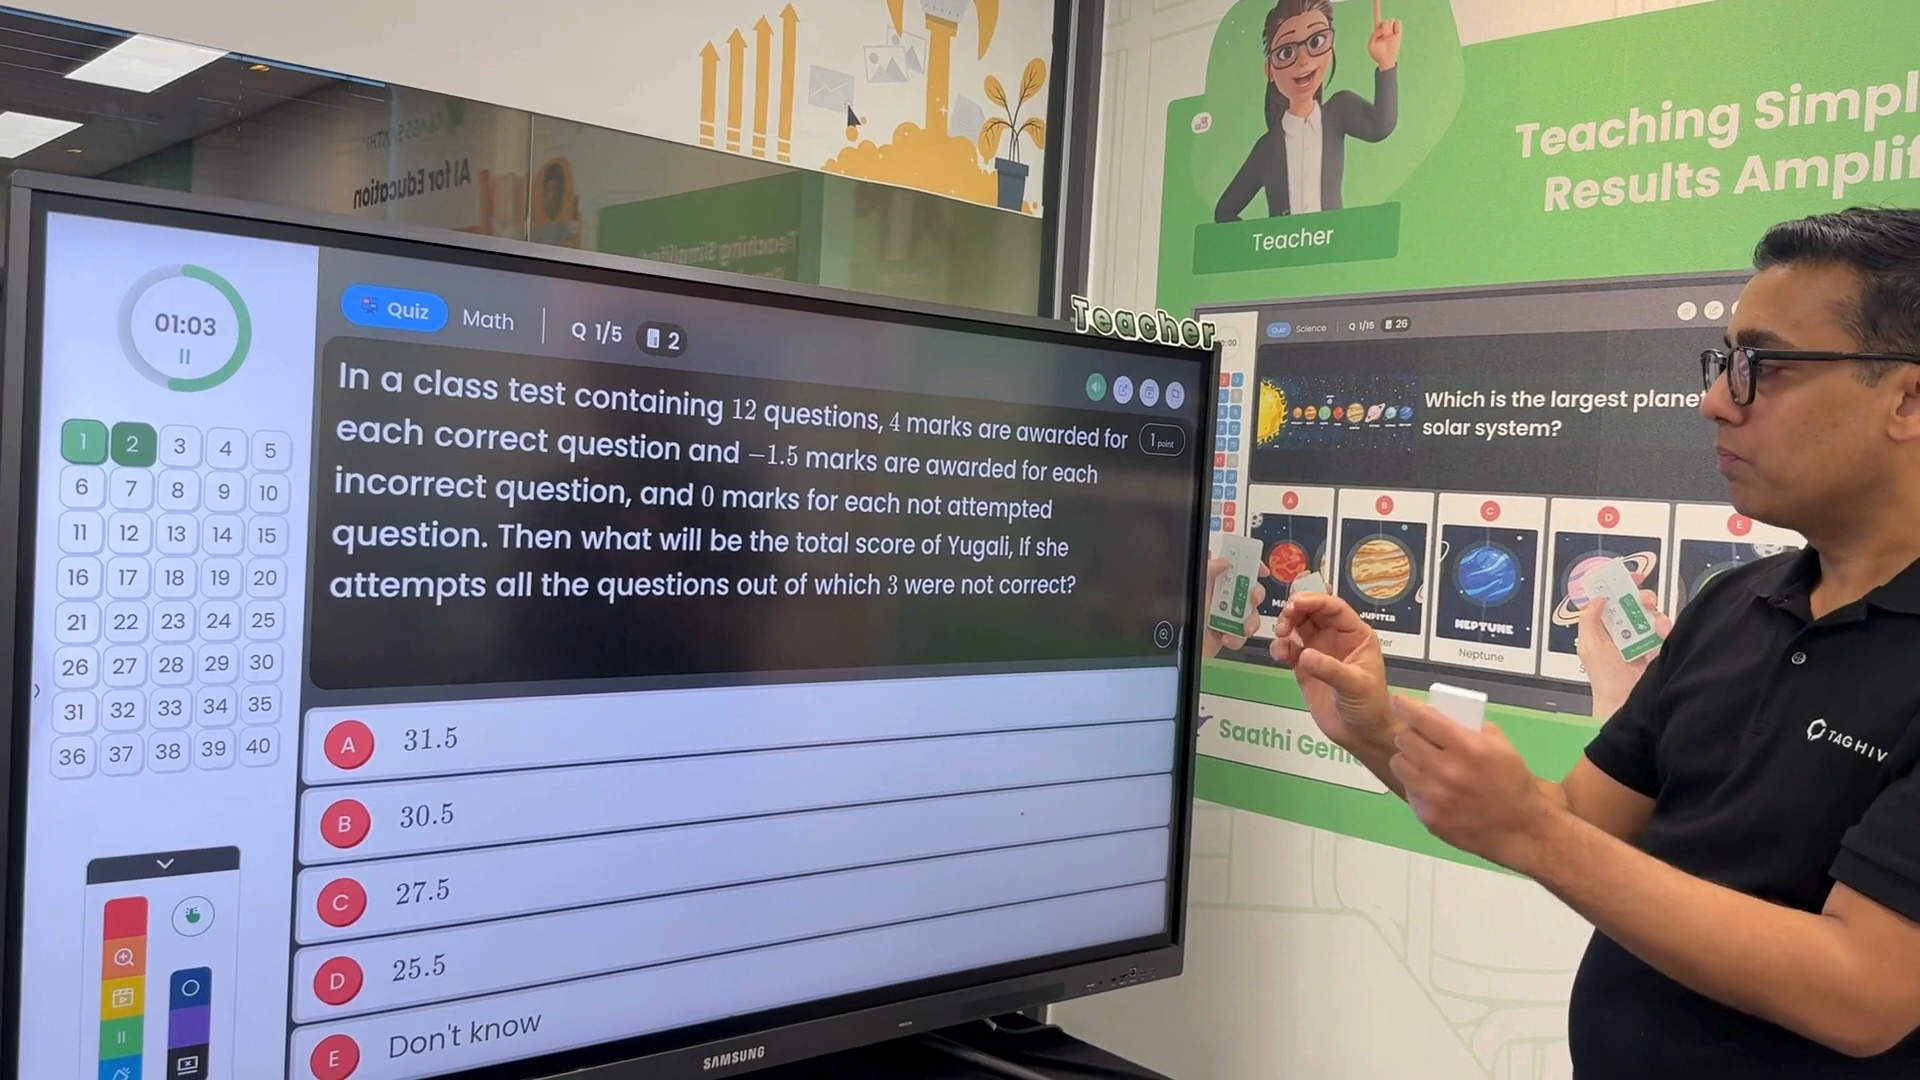 Teaching Simpl
Results Amplif
Teacher
AI for Education
Teacher
01:03
Quiz
Math
Q 1/5
2
In a class test containing 12 questions, 4 marks are awarded for
each correct question and −1.5 marks are awarded for each
incorrect question, and 0 marks for each not attempted
question. Then what will be the total score of Yugali, If she
attempts all the questions out of which 3 were not correct?
1 point
1 2 3 4 5
6 7 8 9 10
11 12 13 14 15
16 17 18 19 20
21 22 23 24 25
26 27 28 29 30
31 32 33 34 35
36 37 38 39 40
A 31.5
B 30.5
C 27.5
D 25.5
E Don't know
SAMSUNG
Quiz Science Q 1/15 26
Which is the largest plane
solar system?
A B C D E
JUPITER
NEPTUNE
Neptune
Saathi Geni
TAGHIV